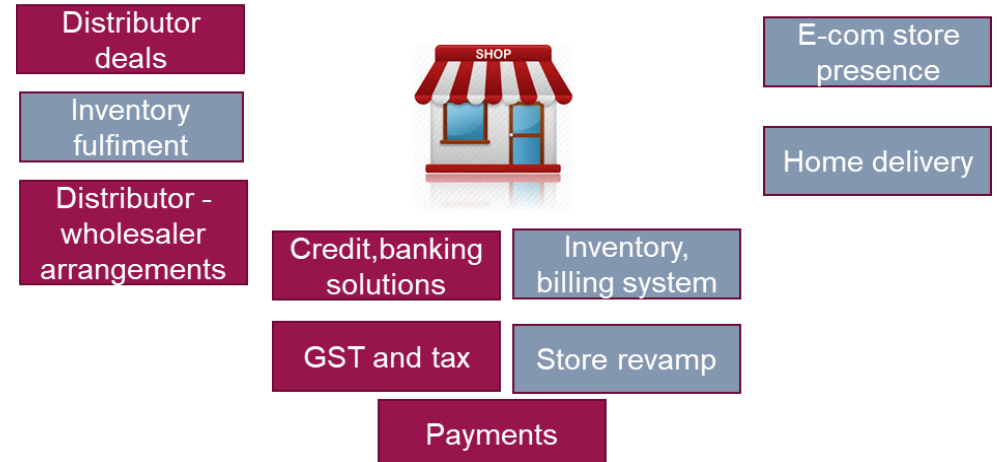 Distributor
deals
Inventory
fulfiment
Distributor -
wholesaler
arrangements
SHOP
Credit,banking
solutions
Inventory,
billing system
GST and tax
Store revamp
Payments
E-com store
presence
Home delivery